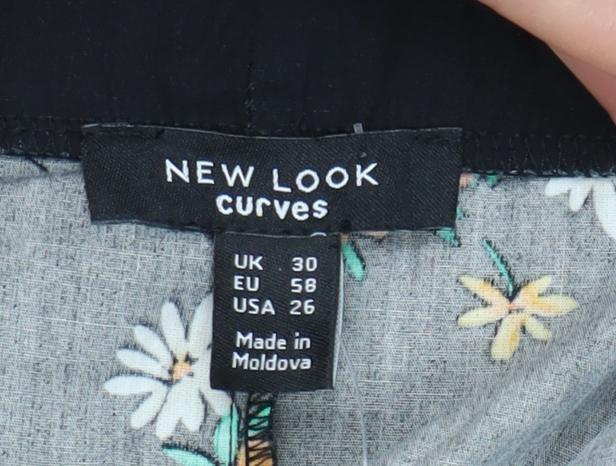 NEW LOOK
curves
UK 30
EU 58
USA 26
Made in
Moldova